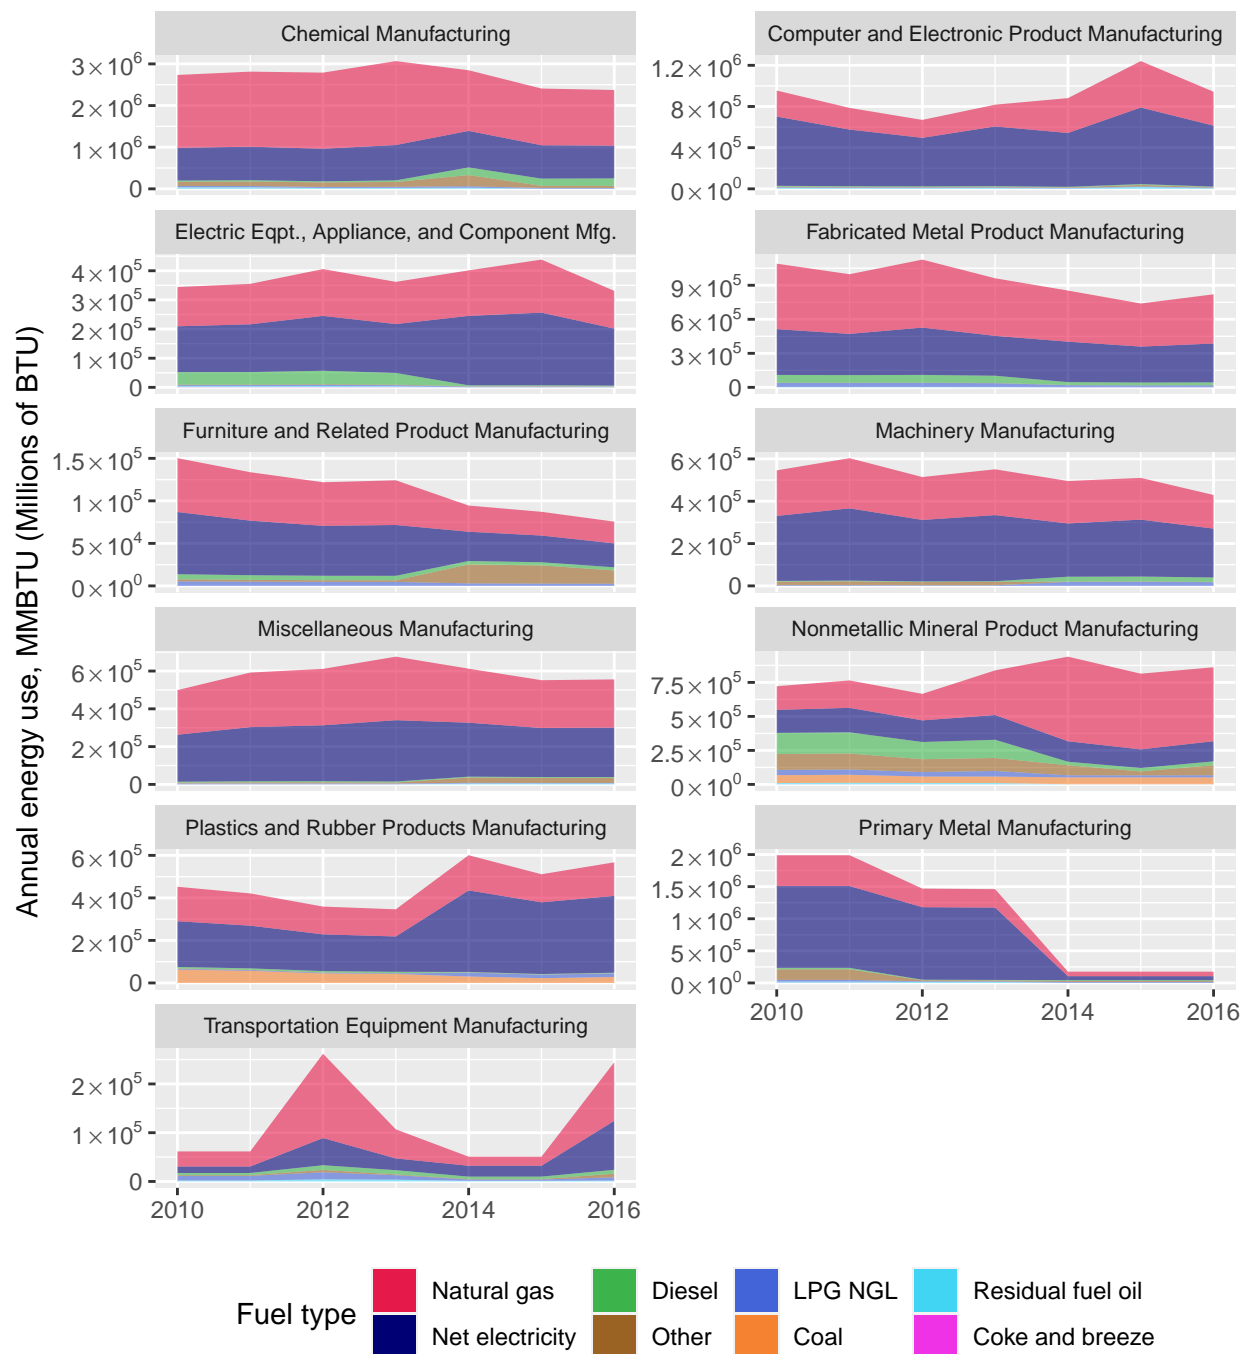 Annual energy use, MMBTU (Millions of BTU)
Chemical Manufacturing
3 × 10⁶
2 × 10⁶
1 × 10⁶
0
Computer and Electronic Product Manufacturing
1.2 × 10⁶
8 × 10⁵
4 × 10⁵
0 × 10⁰
Electric Eqpt., Appliance, and Component Mfg.
4 × 10⁵
3 × 10⁵
2 × 10⁵
1 × 10⁵
0
Fabricated Metal Product Manufacturing
9 × 10⁵
6 × 10⁵
3 × 10⁵
0
Furniture and Related Product Manufacturing
1.5 × 10⁵
1 × 10⁵
5 × 10⁴
0 × 10⁰
Machinery Manufacturing
6 × 10⁵
4 × 10⁵
2 × 10⁵
0
Miscellaneous Manufacturing
6 × 10⁵
4 × 10⁵
2 × 10⁵
0
Nonmetallic Mineral Product Manufacturing
7.5 × 10⁵
5 × 10⁵
2.5 × 10⁵
0 × 10⁰
Plastics and Rubber Products Manufacturing
6 × 10⁵
4 × 10⁵
2 × 10⁵
0
Primary Metal Manufacturing
2 × 10⁶
1.5 × 10⁶
1 × 10⁶
5 × 10⁵
0 × 10⁰
2010 2012 2014 2016
Transportation Equipment Manufacturing
2 × 10⁵
1 × 10⁵
0
2010 2012 2014 2016
Fuel type
Natural gas Diesel LPG NGL Residual fuel oil
Net electricity Other Coal Coke and breeze